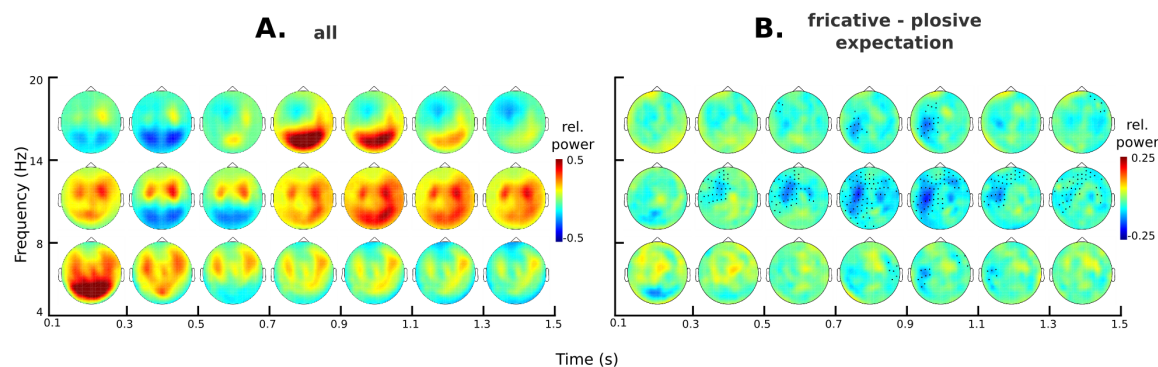 A. all
B. fricative - plosive
expectation
Frequency (Hz)
20
14
8
4
0.1 0.3 0.5 0.7 0.9 1.1 1.3 1.5
rel.
power
0.5
-0.5
0.1 0.3 0.5 0.7 0.9 1.1 1.3 1.5
rel.
power
0.25
-0.25
Time (s)